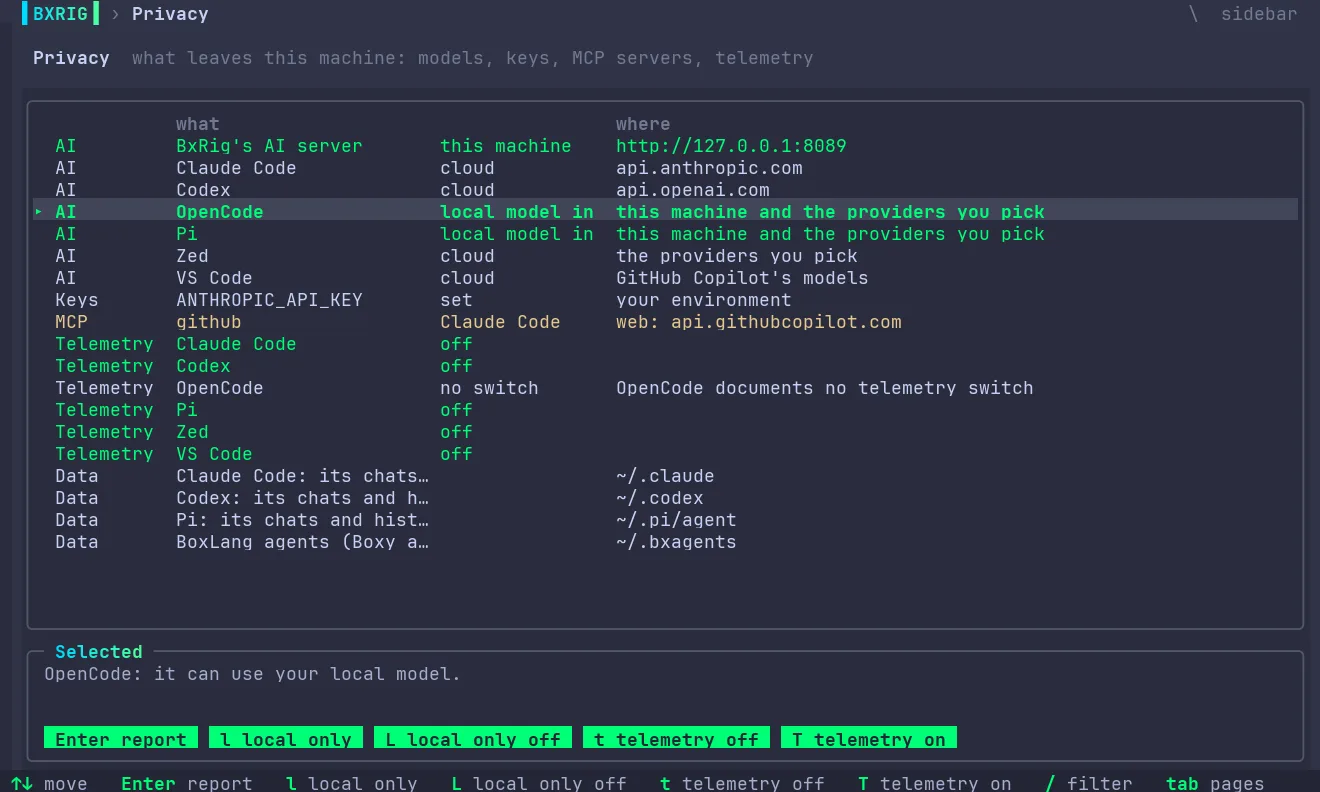 BXRIG › Privacy \ sidebar
Privacy what leaves this machine: models, keys, MCP servers, telemetry
what where
AI BxRig's AI server this machine http://127.0.0.1:8089
AI Claude Code cloud api.anthropic.com
AI Codex cloud api.openai.com
▸ AI OpenCode local model in this machine and the providers you pick
AI Pi local model in this machine and the providers you pick
AI Zed cloud the providers you pick
AI VS Code cloud GitHub Copilot's models
Keys ANTHROPIC_API_KEY set your environment
MCP github Claude Code web: api.githubcopilot.com
Telemetry Claude Code off
Telemetry Codex off
Telemetry OpenCode no switch OpenCode documents no telemetry switch
Telemetry Pi off
Telemetry Zed off
Telemetry VS Code off
Data Claude Code: its chats… ~/.claude
Data Codex: its chats and h… ~/.codex
Data Pi: its chats and hist… ~/.pi/agent
Data BoxLang agents (Boxy a… ~/.bxagents
Selected
OpenCode: it can use your local model.
Enter report l local only L local only off t telemetry off T telemetry on
↑↓ move Enter report l local only L local only off t telemetry off T telemetry on / filter tab pages